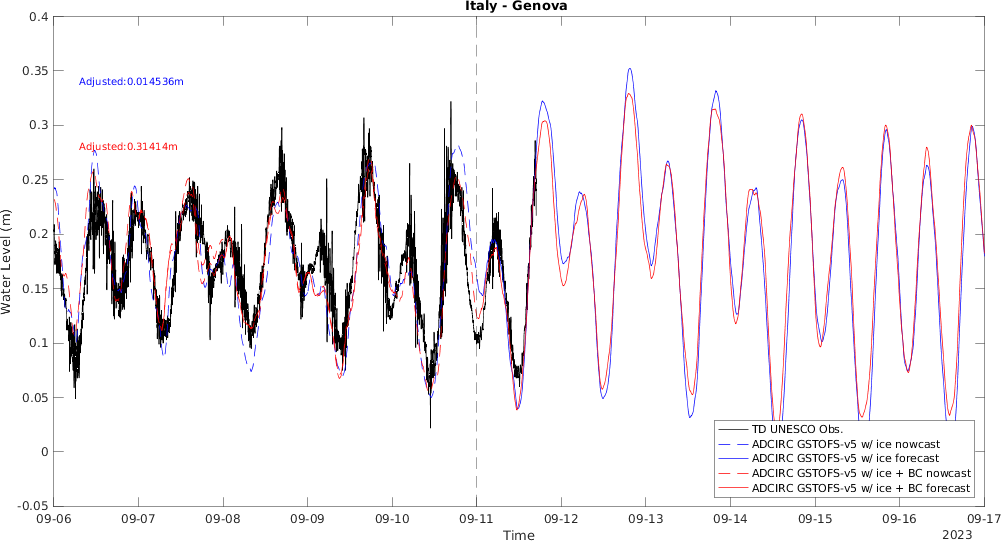 Italy - Genova
0.4
0.35
0.3
0.25
0.2
0.15
0.1
0.05
0
-0.05
Water Level (m)
Adjusted:0.014536m
Adjusted:0.31414m
TD UNESCO Obs.
ADCIRC GSTOFS-v5 w/ ice nowcast
ADCIRC GSTOFS-v5 w/ ice forecast
ADCIRC GSTOFS-v5 w/ ice + BC nowcast
ADCIRC GSTOFS-v5 w/ ice + BC forecast
09-06 09-07 09-08 09-09 09-10 09-11 09-12 09-13 09-14 09-15 09-16 09-17
Time
2023